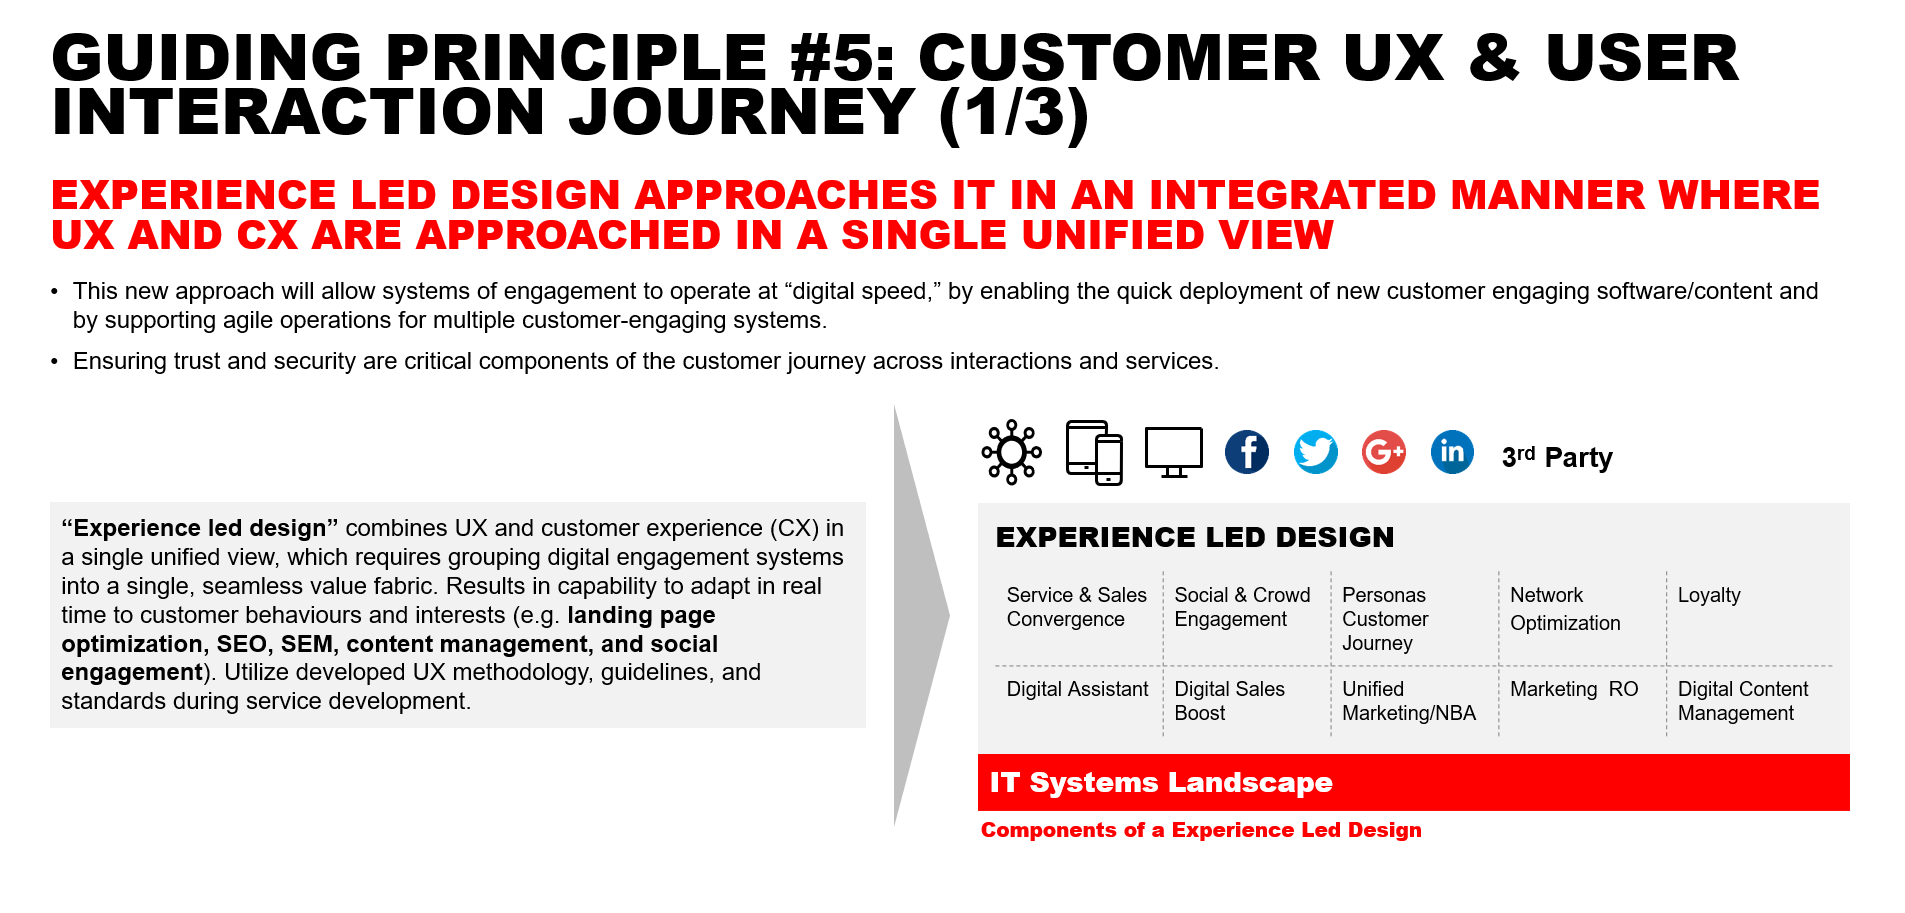 GUIDING PRINCIPLE #5: CUSTOMER UX & USER
INTERACTION JOURNEY (1/3)
EXPERIENCE LED DESIGN APPROACHES IT IN AN INTEGRATED MANNER WHERE
UX AND CX ARE APPROACHED IN A SINGLE UNIFIED VIEW
• This new approach will allow systems of engagement to operate at “digital speed,” by enabling the quick deployment of new customer engaging software/content and
by supporting agile operations for multiple customer-engaging systems.
• Ensuring trust and security are critical components of the customer journey across interactions and services.
“Experience led design” combines UX and customer experience (CX) in
a single unified view, which requires grouping digital engagement systems
into a single, seamless value fabric. Results in capability to adapt in real
time to customer behaviours and interests (e.g. landing page
optimization, SEO, SEM, content management, and social
engagement). Utilize developed UX methodology, guidelines, and
standards during service development.
f
G+
in
3rd Party
EXPERIENCE LED DESIGN
Service & Sales
Convergence
Social & Crowd
Engagement
Personas
Customer
Journey
Network
Optimization
Loyalty
Digital Assistant
Digital Sales
Boost
Unified
Marketing/NBA
Marketing  RO
Digital Content
Management
IT Systems Landscape
Components of a Experience Led Design